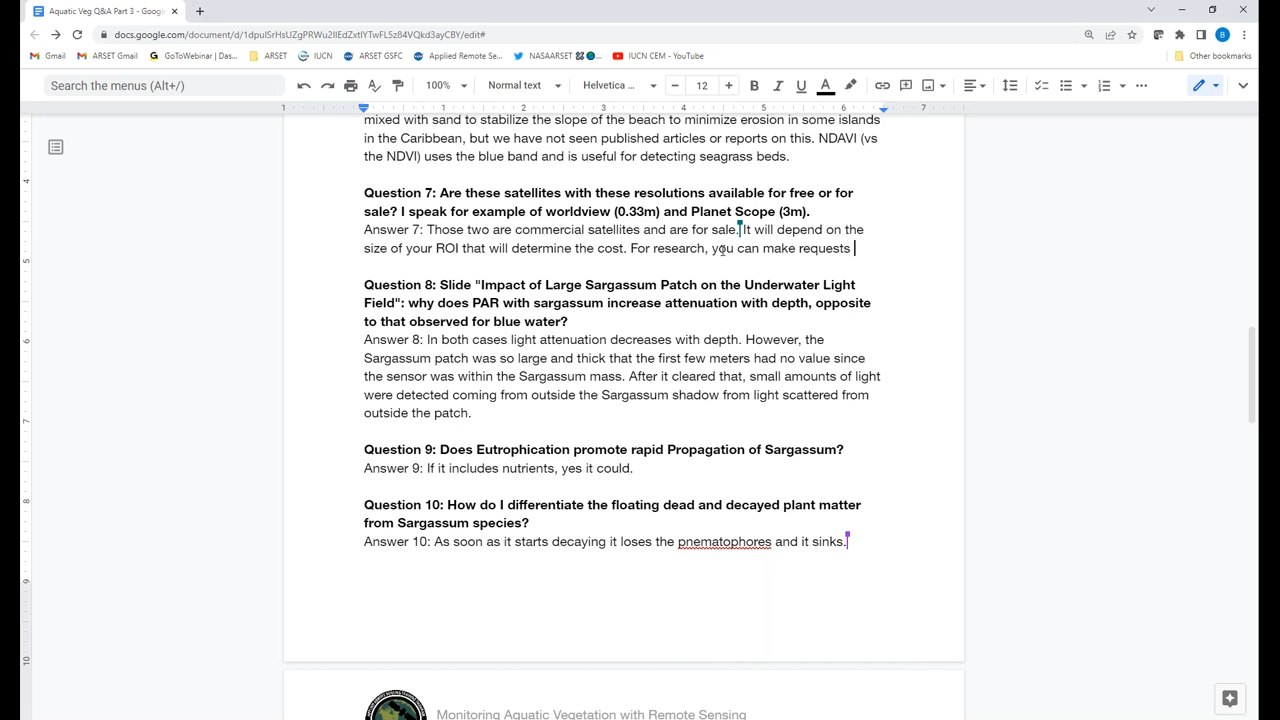 Aquatic Veg Q&A Part 3 - Google
docs.google.com/document/d/1dpulSrHsUZgPRWu2IIEdZxtIYTwFL5z84VQkd3ayCBY/edit#
Gmail ARSET Gmail GoToWebinar | Das... ARSET IUCN ARSET GSFC Applied Remote Se... NASAARSET IUCN CEM - YouTube Other bookmarks
Search the menus (Alt+/) 100% Normal text Helvetica ... 12 B I U A
1 1 2 3 4 5 6 7
mixed with sand to stabilize the slope of the beach to minimize erosion in some islands
in the Caribbean, but we have not seen published articles or reports on this. NDAVI (vs
the NDVI) uses the blue band and is useful for detecting seagrass beds.
Question 7: Are these satellites with these resolutions available for free or for
sale? I speak for example of worldview (0.33m) and Planet Scope (3m).
Answer 7: Those two are commercial satellites and are for sale. It will depend on the
size of your ROI that will determine the cost. For research, you can make requests
Question 8: Slide "Impact of Large Sargassum Patch on the Underwater Light
Field": why does PAR with sargassum increase attenuation with depth, opposite
to that observed for blue water?
Answer 8: In both cases light attenuation decreases with depth. However, the
Sargassum patch was so large and thick that the first few meters had no value since
the sensor was within the Sargassum mass. After it cleared that, small amounts of light
were detected coming from outside the Sargassum shadow from light scattered from
outside the patch.
Question 9: Does Eutrophication promote rapid Propagation of Sargassum?
Answer 9: If it includes nutrients, yes it could.
Question 10: How do I differentiate the floating dead and decayed plant matter
from Sargassum species?
Answer 10: As soon as it starts decaying it loses the pnematophores and it sinks.
Monitoring Aquatic Vegetation with Remote Sensing